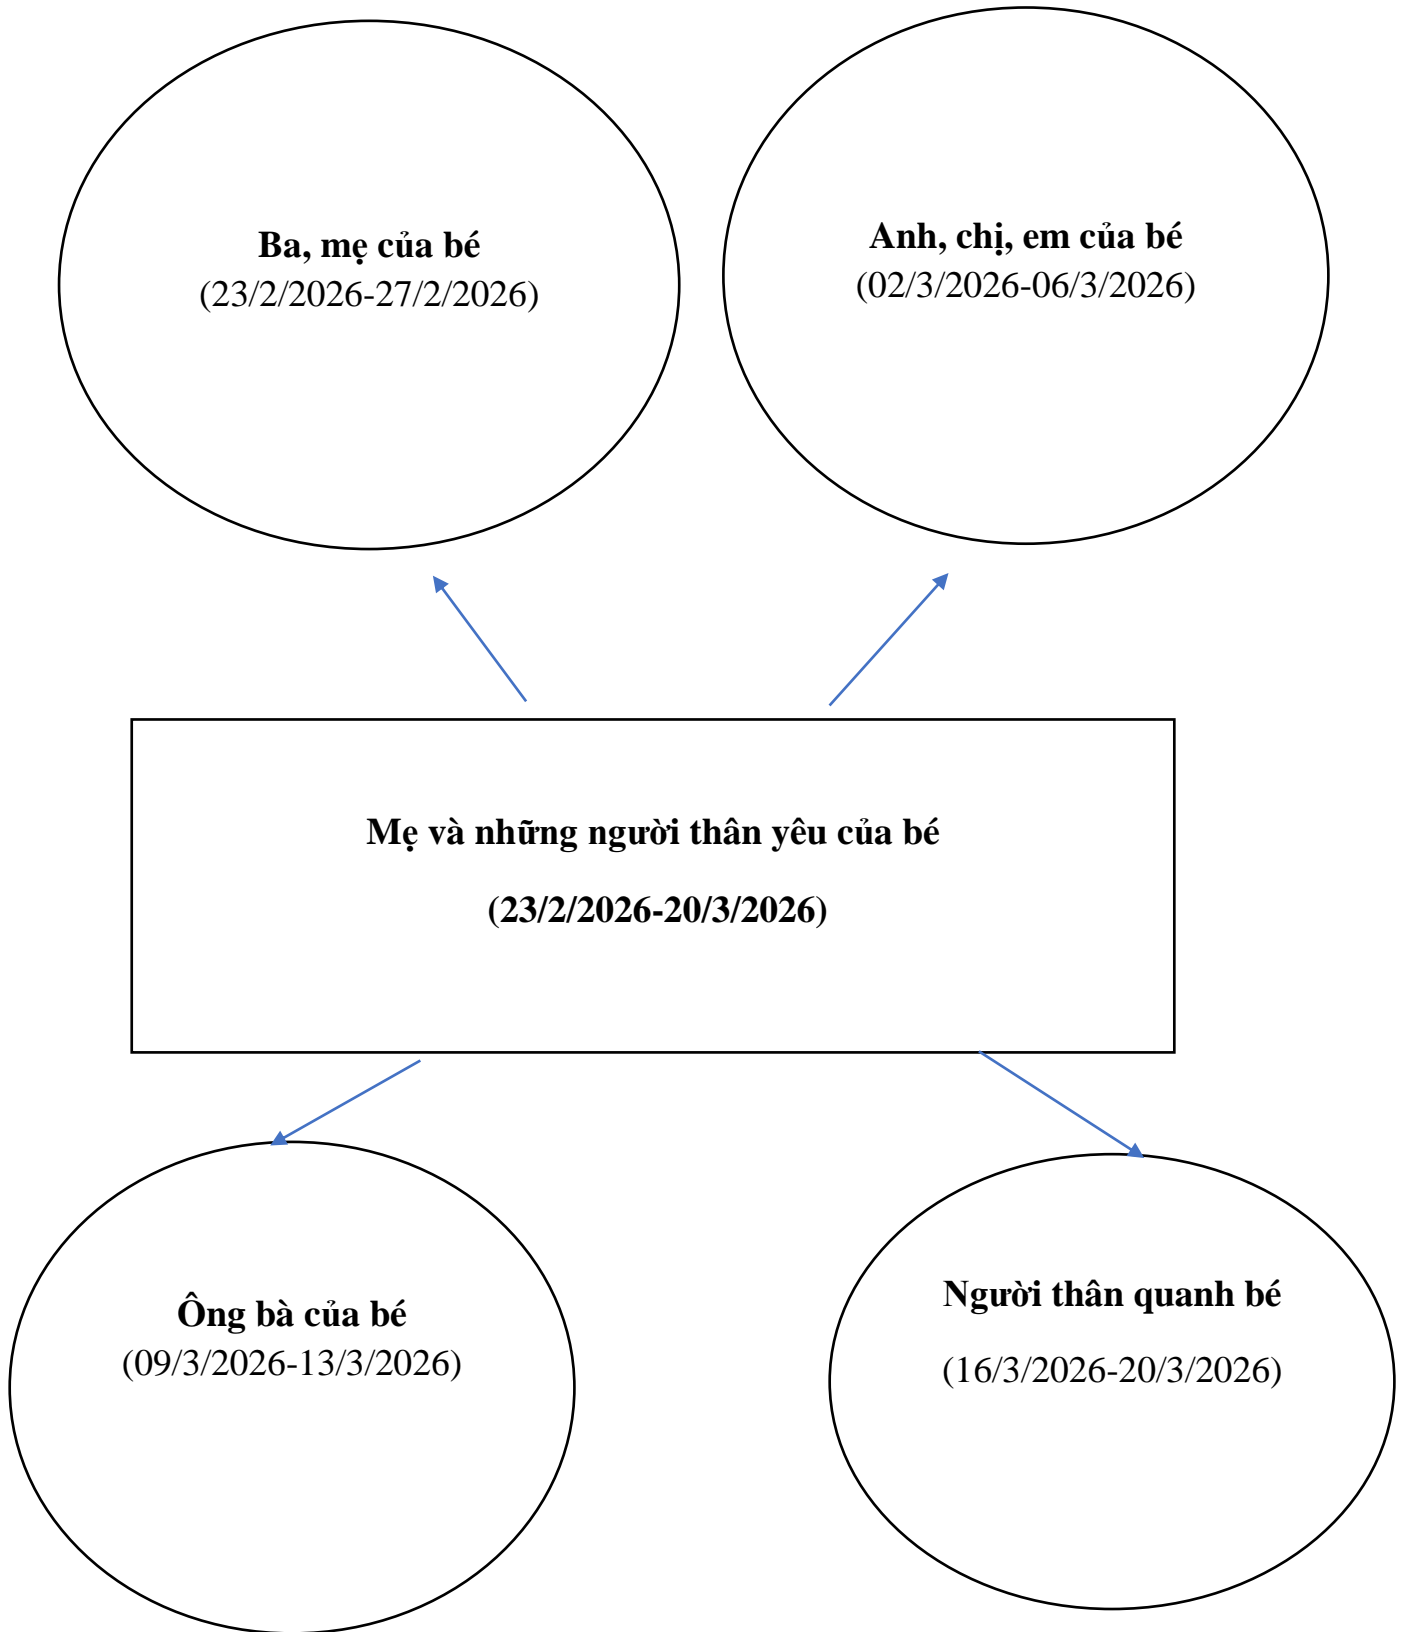 Ba, mẹ của bé
(23/2/2026-27/2/2026)
Anh, chị, em của bé
(02/3/2026-06/3/2026)
Mẹ và những người thân yêu của bé
(23/2/2026-20/3/2026)
Ông bà của bé
(09/3/2026-13/3/2026)
Người thân quanh bé
(16/3/2026-20/3/2026)